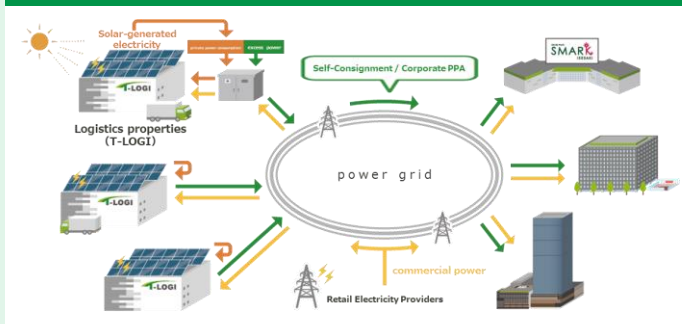 Solar-generated
electricity
private power consumption
excess power
T-LOGI
Logistics properties
(T-LOGI)
Self-Consignment / Corporate PPA
SMARK
power grid
T-LOGI
T-LOGI
commercial power
Retail Electricity Providers